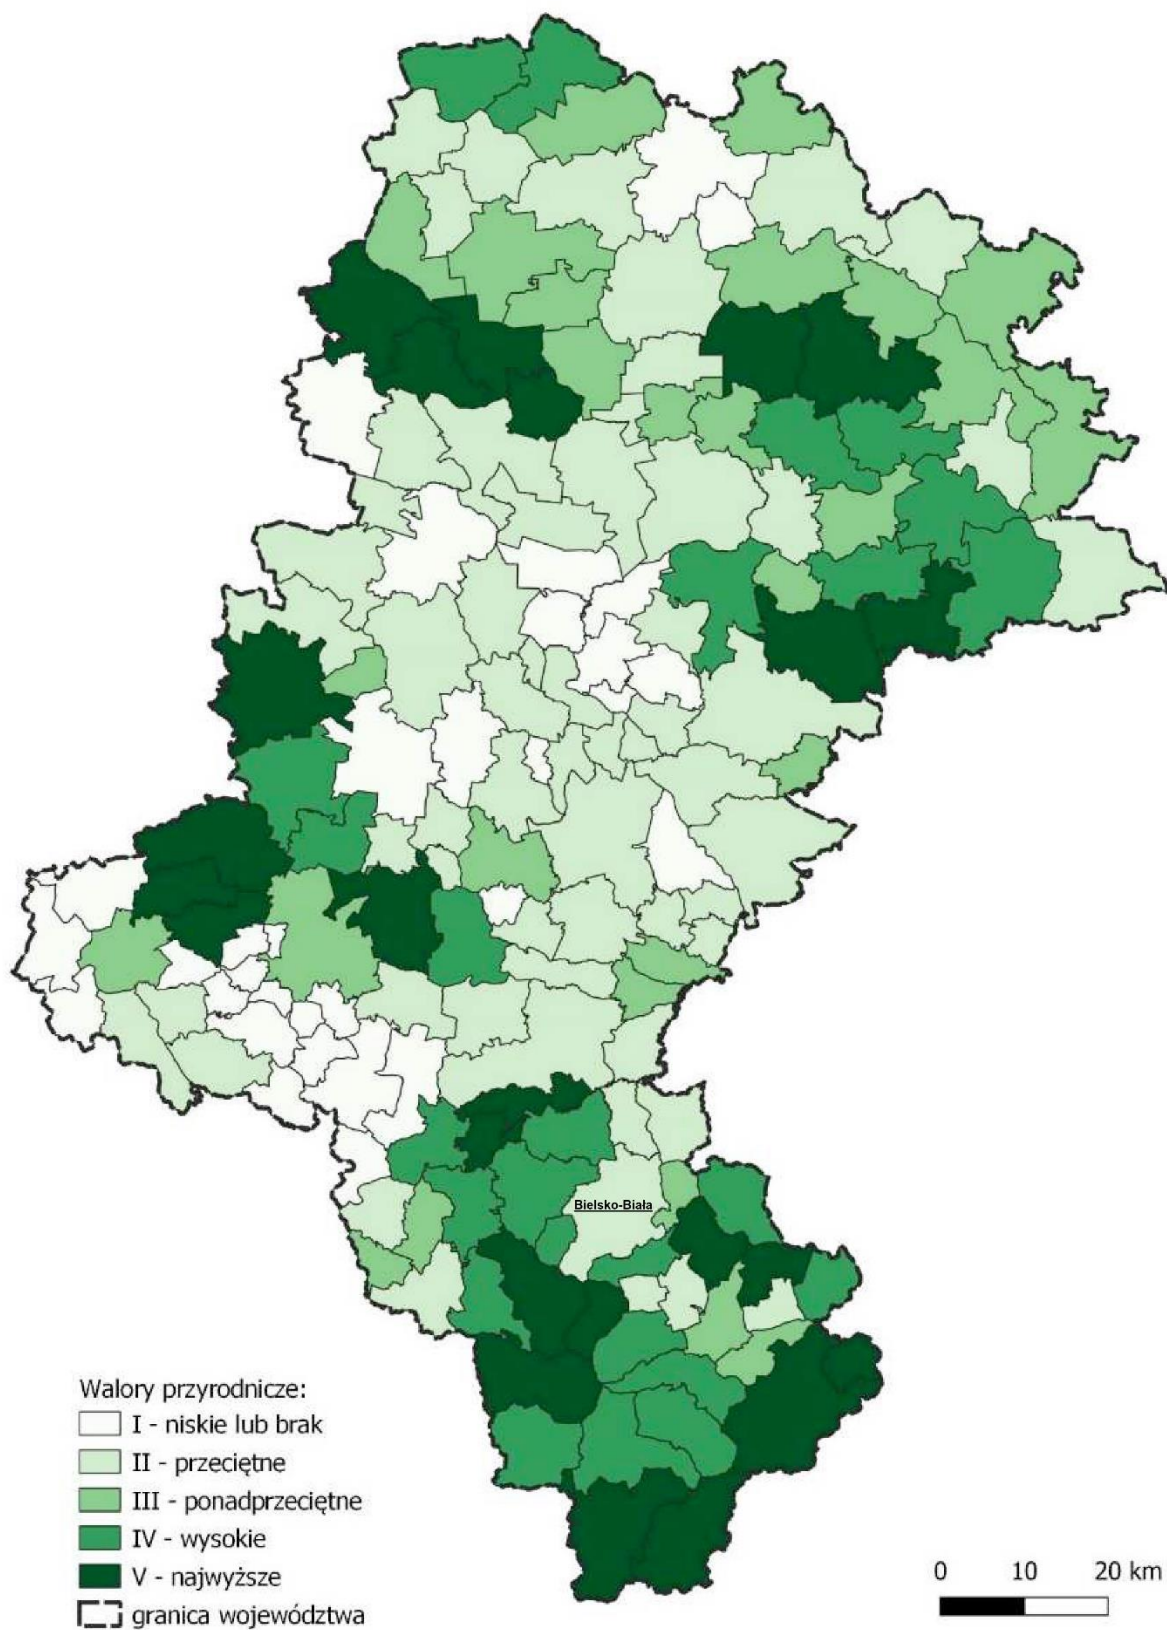 Bielsko-Biała
Walory przyrodnicze:
I - niskie lub brak
II - przeciętne
III - ponadprzeciętne
IV - wysokie
V - najwyższe
granica województwa
0 10 20 km